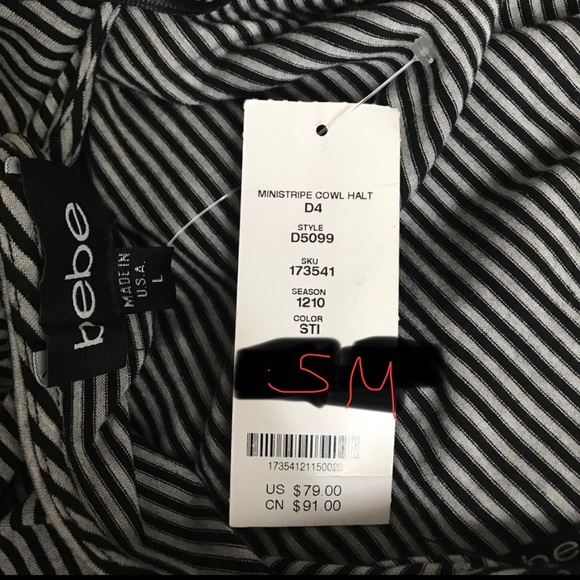 bebe
MADE IN
U.S.A.
L
MINISTRIPE COWL HALT
D4
STYLE
D5099
SKU
173541
SEASON
1210
COLOR
STI
SM
17354121150020
US $79.00
CN $91.00
be